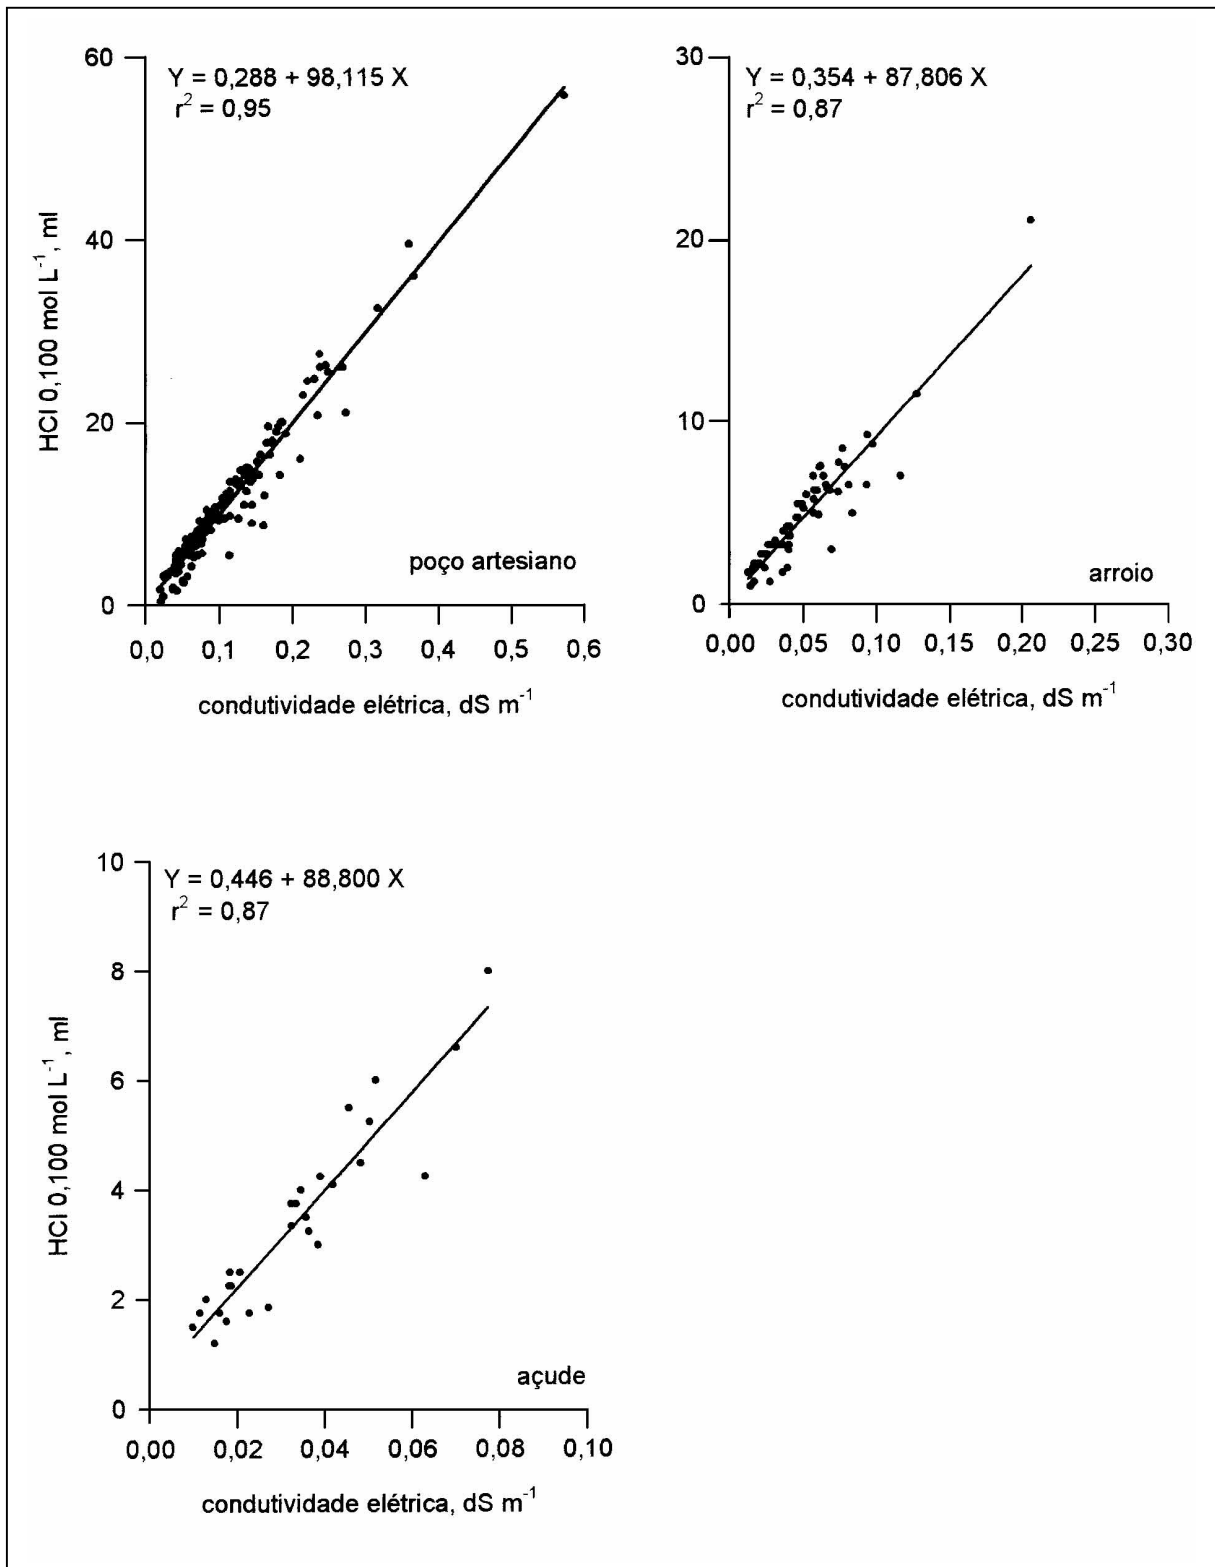 60
Y = 0,288 + 98,115 X
r² = 0,95
40
20
0
HCl 0,100 mol L⁻¹, ml
poço artesiano
0,0 0,1 0,2 0,3 0,4 0,5 0,6
condutividade elétrica, dS m⁻¹
30
Y = 0,354 + 87,806 X
r² = 0,87
20
10
0
arroio
0,00 0,05 0,10 0,15 0,20 0,25 0,30
condutividade elétrica, dS m⁻¹
10
Y = 0,446 + 88,800 X
r² = 0,87
8
6
4
2
0
HCl 0,100 mol L⁻¹, ml
açude
0,00 0,02 0,04 0,06 0,08 0,10
condutividade elétrica, dS m⁻¹